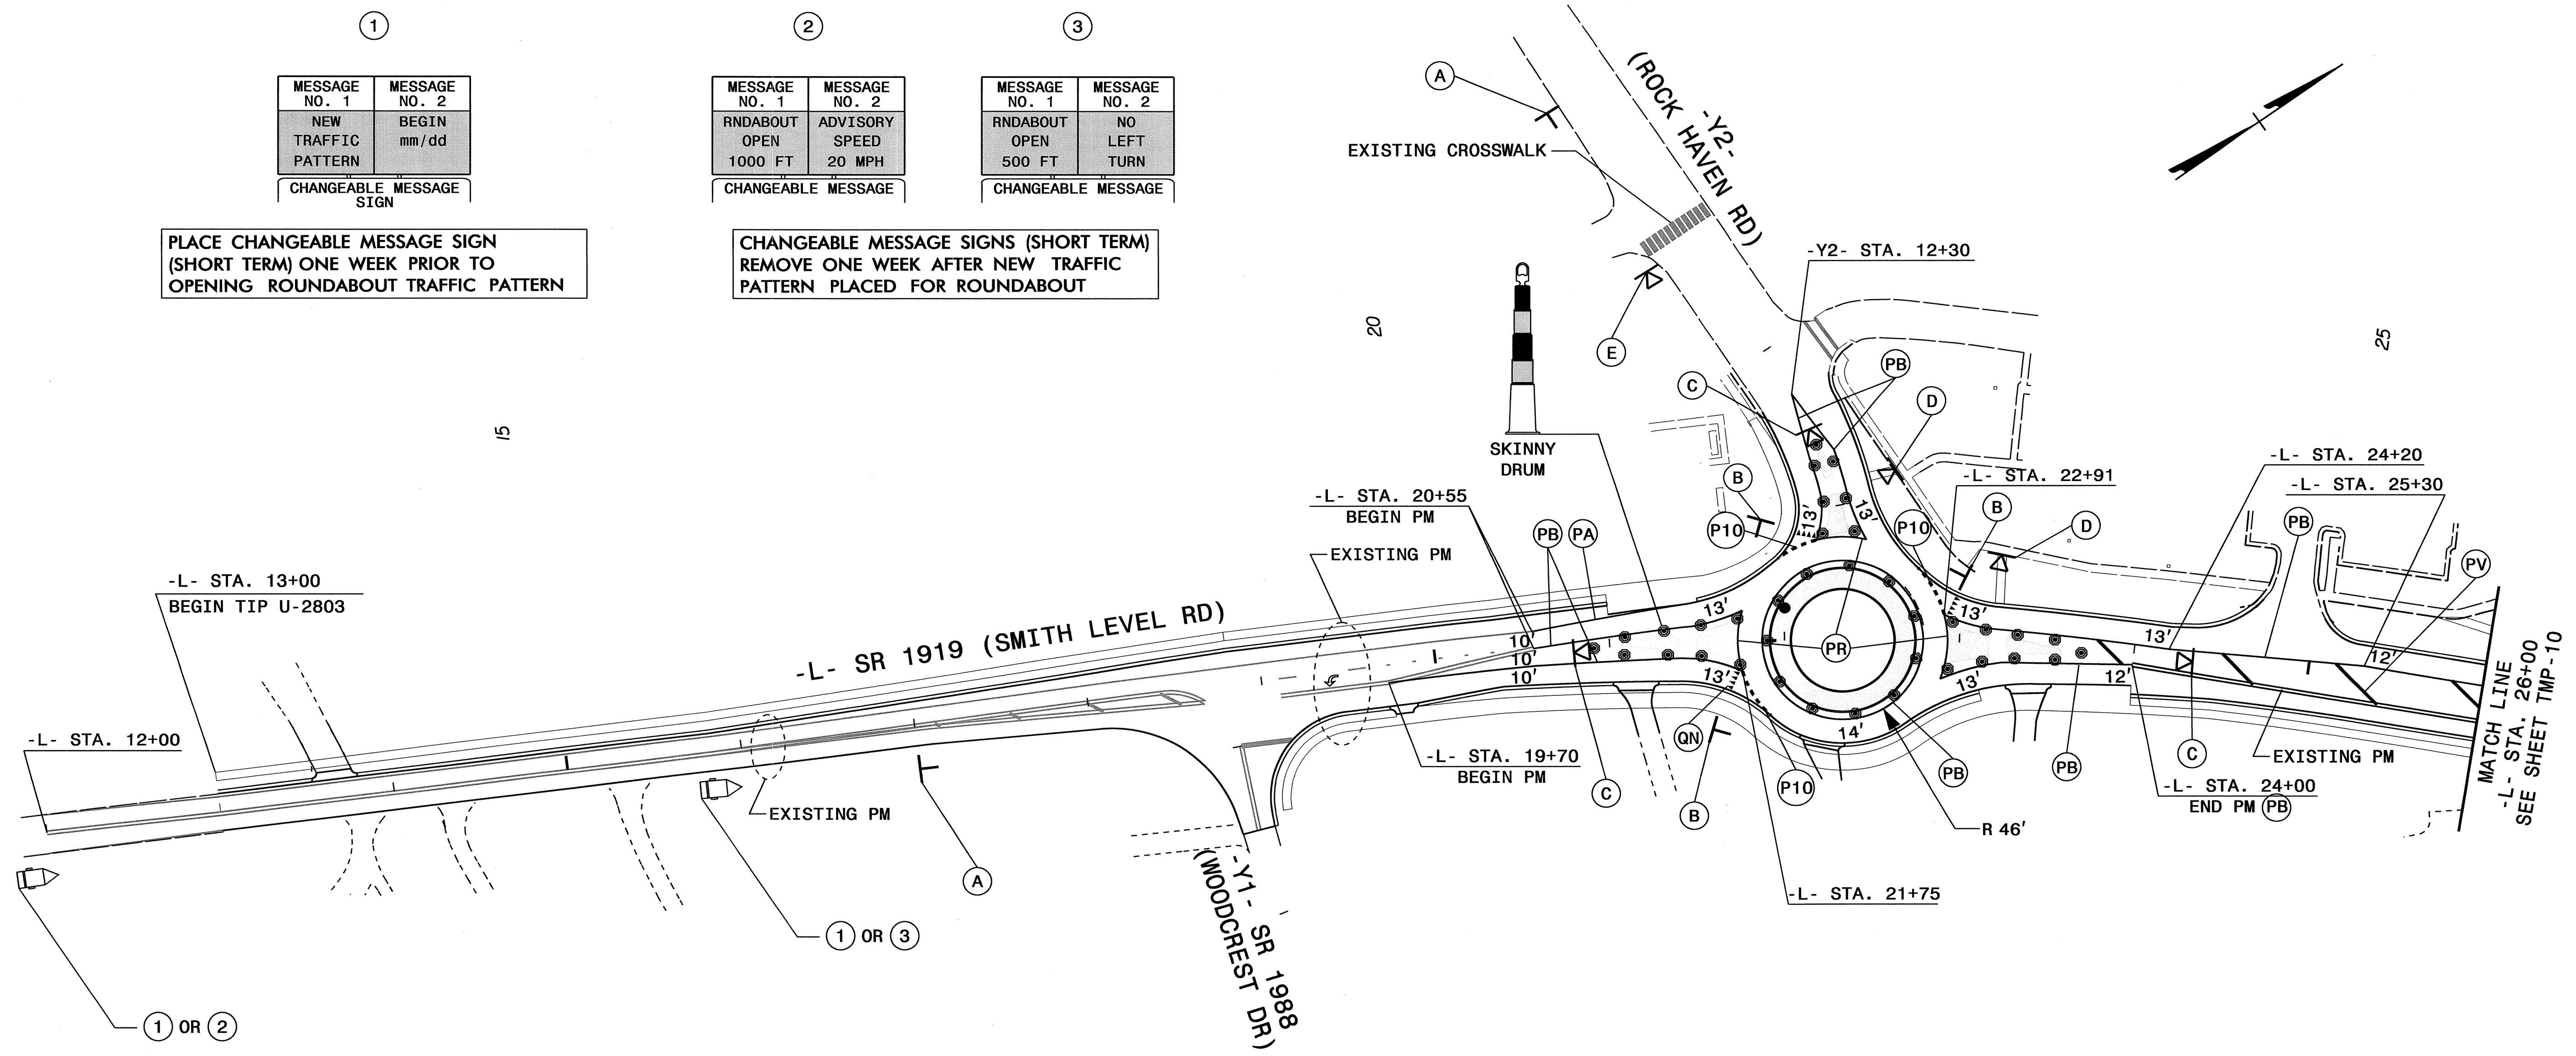 1
MESSAGE NO. 1
MESSAGE NO. 2
NEW
BEGIN
TRAFFIC
mm/dd
PATTERN
CHANGEABLE MESSAGE
SIGN
PLACE CHANGEABLE MESSAGE SIGN
(SHORT TERM) ONE WEEK PRIOR TO
OPENING ROUNDABOUT TRAFFIC PATTERN
2
MESSAGE NO. 1
MESSAGE NO. 2
RNDABOUT
ADVISORY
OPEN
SPEED
1000 FT
20 MPH
CHANGEABLE MESSAGE
3
MESSAGE NO. 1
MESSAGE NO. 2
RNDABOUT
NO
OPEN
LEFT
500 FT
TURN
CHANGEABLE MESSAGE
CHANGEABLE MESSAGE SIGNS (SHORT TERM)
REMOVE ONE WEEK AFTER NEW TRAFFIC
PATTERN PLACED FOR ROUNDABOUT
A
EXISTING CROSSWALK
-Y2-
(ROCK HAVEN RD)
-Y2- STA. 12+30
E
20
25
15
C
PB
D
SKINNY
DRUM
B
P10
13'
13'
P10
-L- STA. 22+91
B
D
-L- STA. 24+20
-L- STA. 25+30
PB
PV
-L- STA. 20+55
BEGIN PM
EXISTING PM
PB
PA
-L- STA. 13+00
BEGIN TIP U-2803
-L- SR 1919 (SMITH LEVEL RD)
10'
10'
10'
13'
13'
PR
13'
13'
13'
12'
12'
14'
-L- STA. 12+00
EXISTING PM
A
-L- STA. 19+70
BEGIN PM
C
QN
B
P10
PB
R 46'
PB
C
EXISTING PM
-L- STA. 24+00
END PM PB
-L- STA. 21+75
MATCH LINE
-L- STA. 26+00
SEE SHEET TMP-10
-Y1- SR 1988
(WOODCREST DR)
1 OR 3
1 OR 2